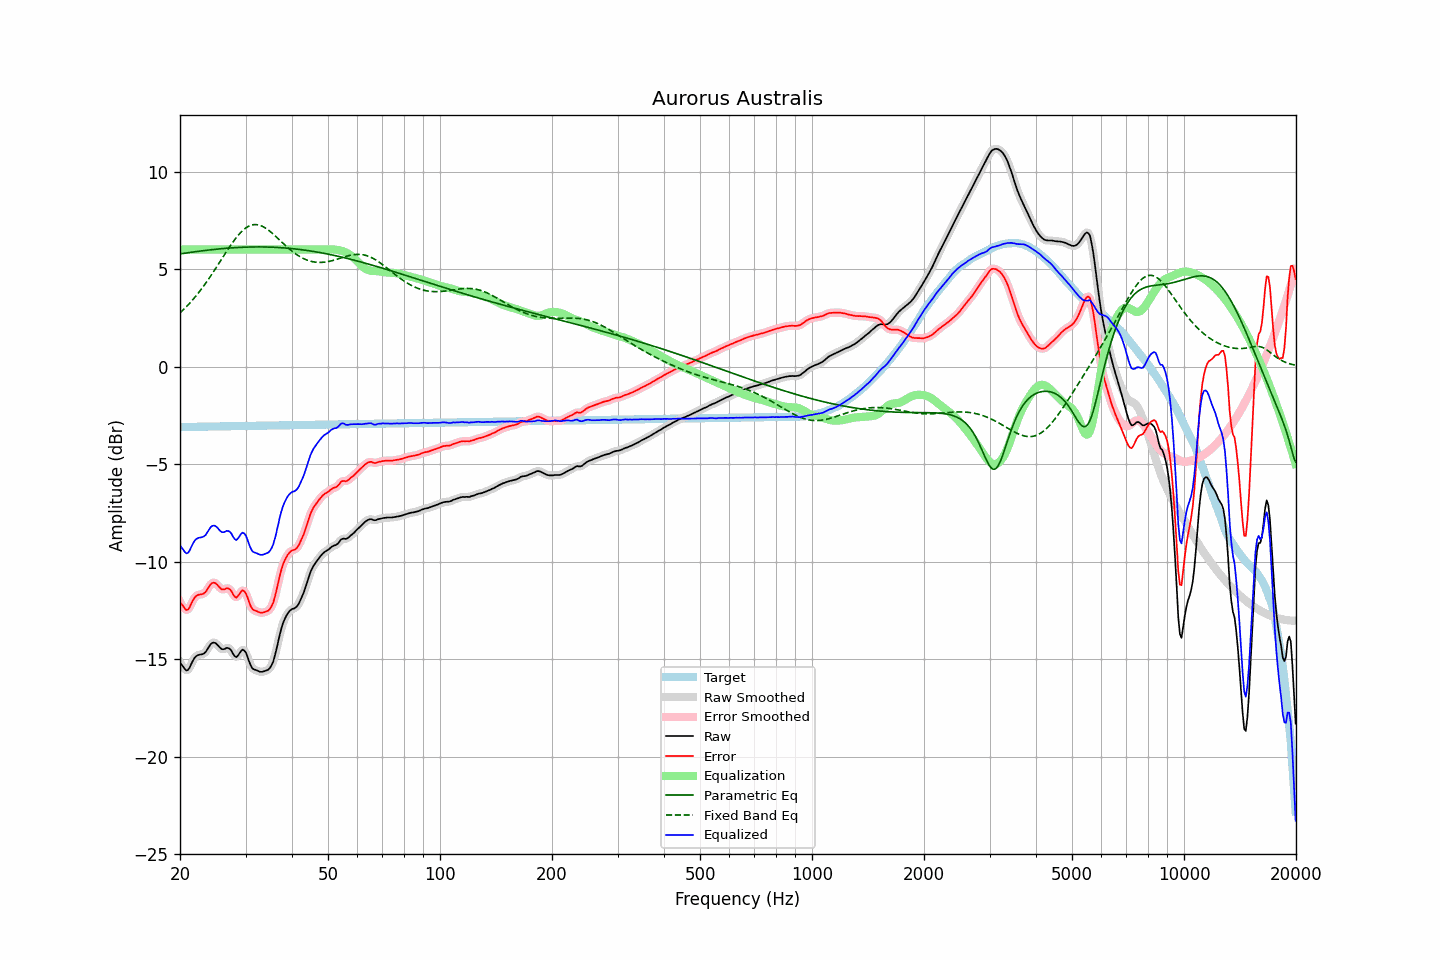 Aurorus Australis
Amplitude (dBr)
10
5
0
−5
−10
−15
−20
−25
Target
Raw Smoothed
Error Smoothed
Raw
Error
Equalization
Parametric Eq
Fixed Band Eq
Equalized
20 50 100 200 500 1000 2000 5000 10000 20000
Frequency (Hz)